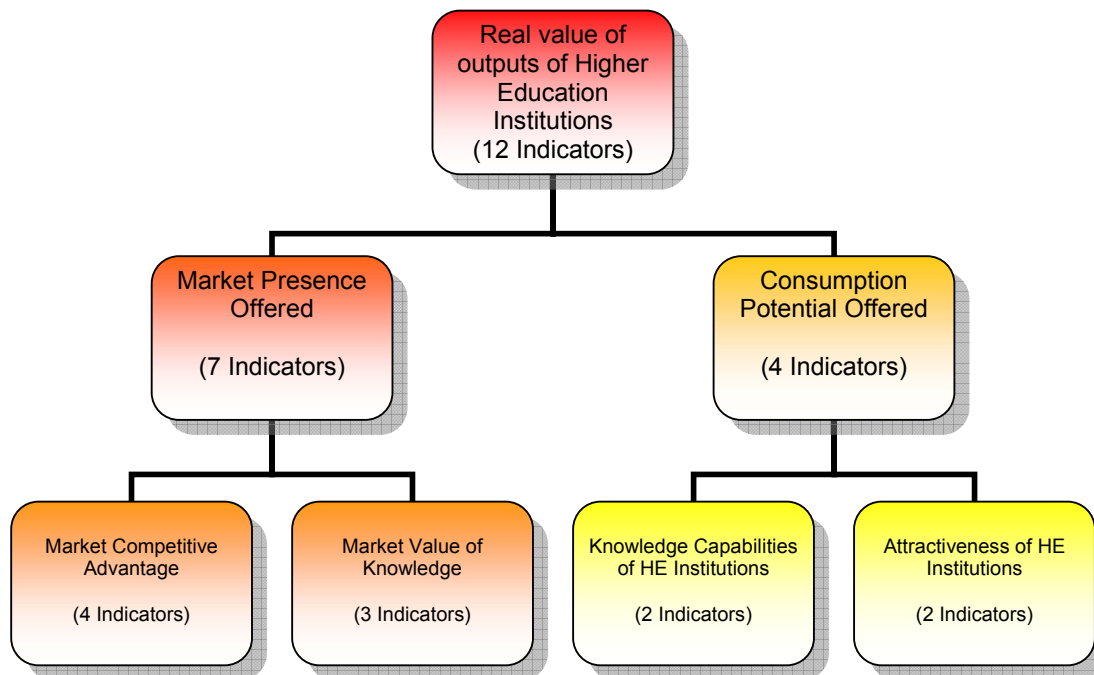 Real value of
outputs of Higher
Education
Institutions
(12 Indicators)
Market Presence
Offered
(7 Indicators)
Consumption
Potential Offered
(4 Indicators)
Market Competitive
Advantage
(4 Indicators)
Market Value of
Knowledge
(3 Indicators)
Knowledge Capabilities
of HE Institutions
(2 Indicators)
Attractiveness of HE
Institutions
(2 Indicators)